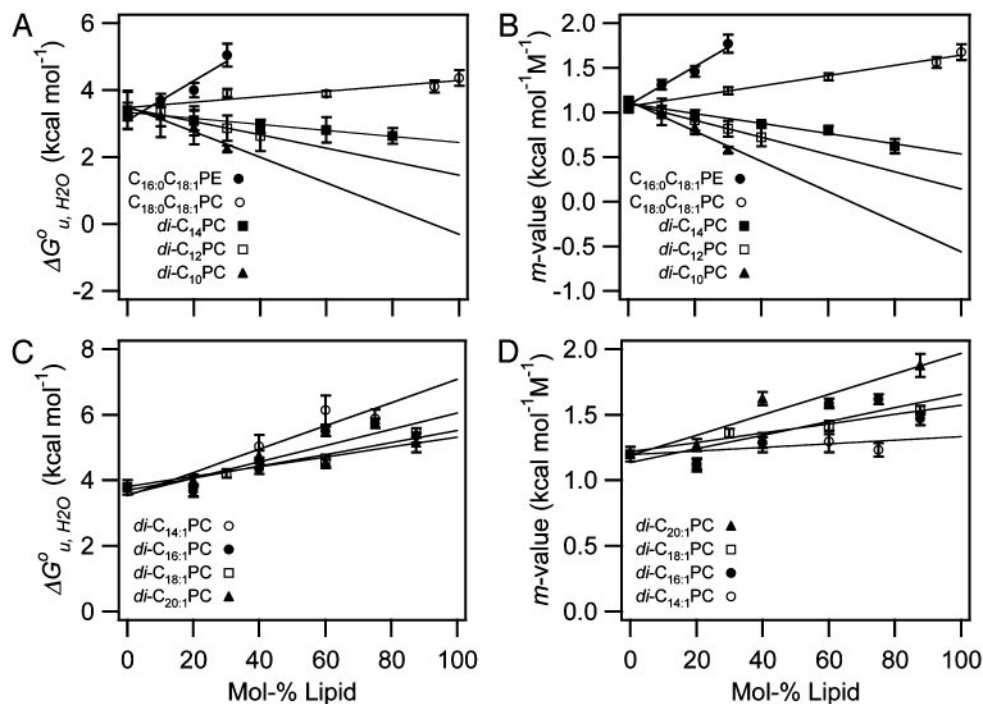 A
ΔG°u, H2O (kcal mol⁻¹)
6
4
2
0
-2
C16:0C18:1PE ●
C18:0C18:1PC ○
di-C14PC ■
di-C12PC □
di-C10PC ▲
B
m-value (kcal mol⁻¹M⁻¹)
2.0
1.5
1.0
0.5
0.0
-0.5
-1.0
C16:0C18:1PE ●
C18:0C18:1PC ○
di-C14PC ■
di-C12PC □
di-C10PC ▲
C
ΔG°u, H2O (kcal mol⁻¹)
8
6
4
2
0
di-C14:1PC ○
di-C16:1PC ●
di-C18:1PC □
di-C20:1PC ▲
0 20 40 60 80 100
Mol-% Lipid
D
m-value (kcal mol⁻¹M⁻¹)
2.0
1.5
1.0
0.5
0.0
di-C20:1PC ▲
di-C18:1PC □
di-C16:1PC ●
di-C14:1PC ○
0 20 40 60 80 100
Mol-% Lipid